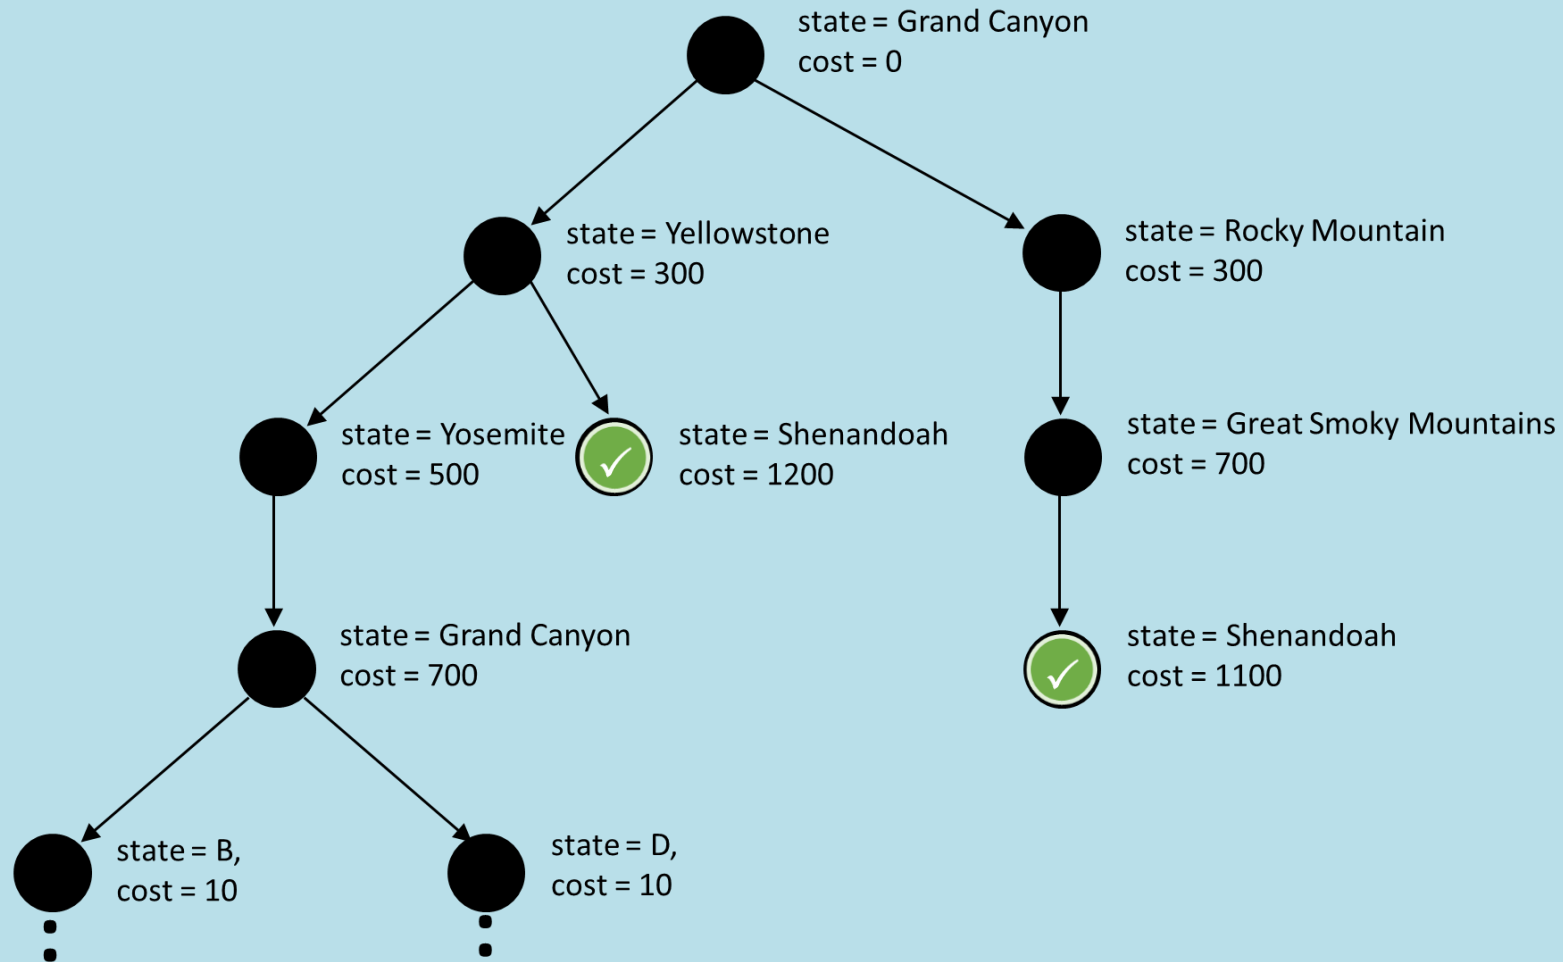 state = Grand Canyon
cost = 0
state = Yellowstone
cost = 300
state = Rocky Mountain
cost = 300
state = Yosemite
cost = 500
state = Shenandoah
cost = 1200
state = Great Smoky Mountains
cost = 700
state = Grand Canyon
cost = 700
state = Shenandoah
cost = 1100
state = B,
cost = 10
state = D,
cost = 10